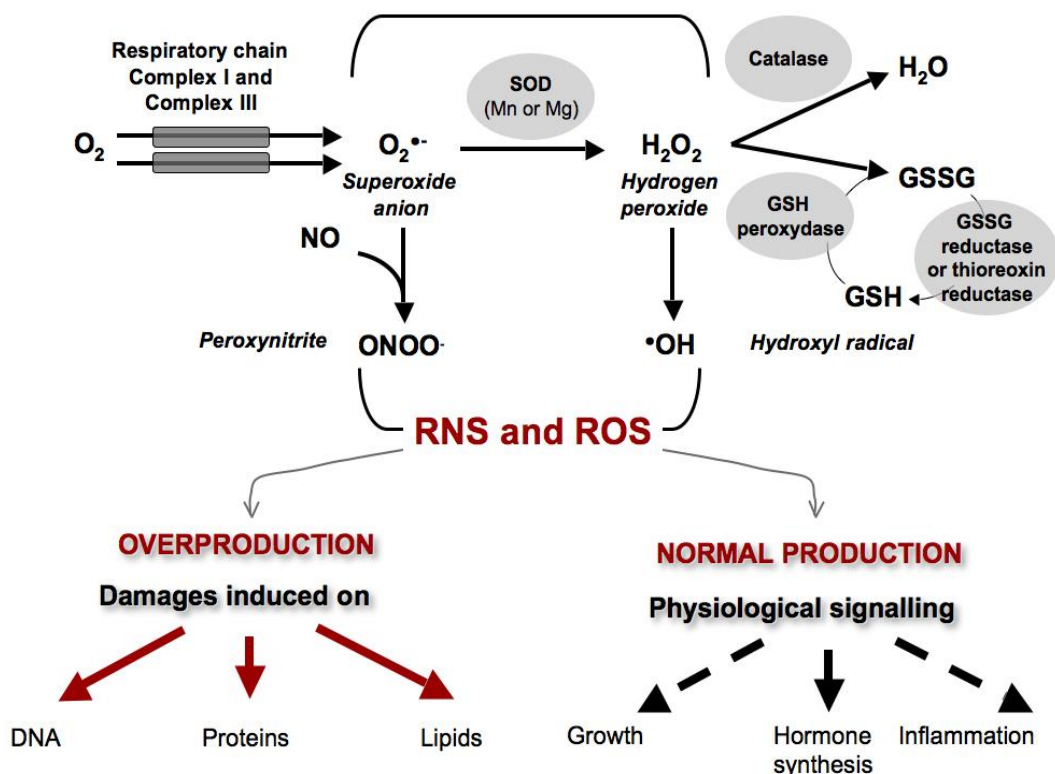 Respiratory chain
Complex I and
Complex III
O₂
O₂•-
Superoxide
anion
SOD
(Mn or Mg)
H₂O₂
Hydrogen
peroxide
Catalase
H₂O
GSSG
GSH
peroxydase
GSSG
reductase
or thioreoxin
reductase
GSH
NO
Peroxynitrite
ONOO-
•OH
Hydroxyl radical
RNS and ROS
OVERPRODUCTION
Damages induced on
DNA
Proteins
Lipids
NORMAL PRODUCTION
Physiological signalling
Growth
Hormone
synthesis
Inflammation